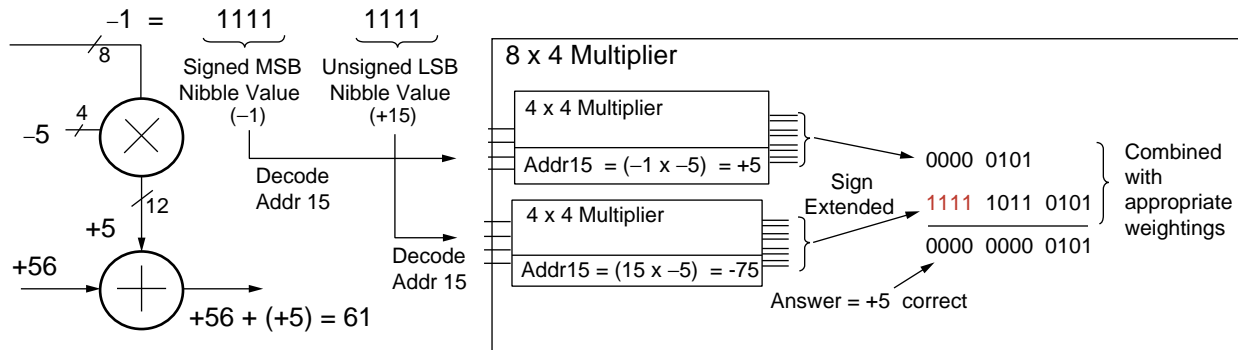 −1 = 1111 1111
8
Signed MSB
Nibble Value
(−1)
Unsigned LSB
Nibble Value
(+15)
4
−5
Decode
Addr 15
12
+5
+56
+56 + (+5) = 61
Decode
Addr 15
8 x 4 Multiplier
4 x 4 Multiplier
Addr15 = (−1 x −5) = +5
4 x 4 Multiplier
Addr15 = (15 x −5) = -75
Sign
Extended
0000 0101
1111 1011 0101
0000 0000 0101
Answer = +5 correct
Combined
with
appropriate
weightings